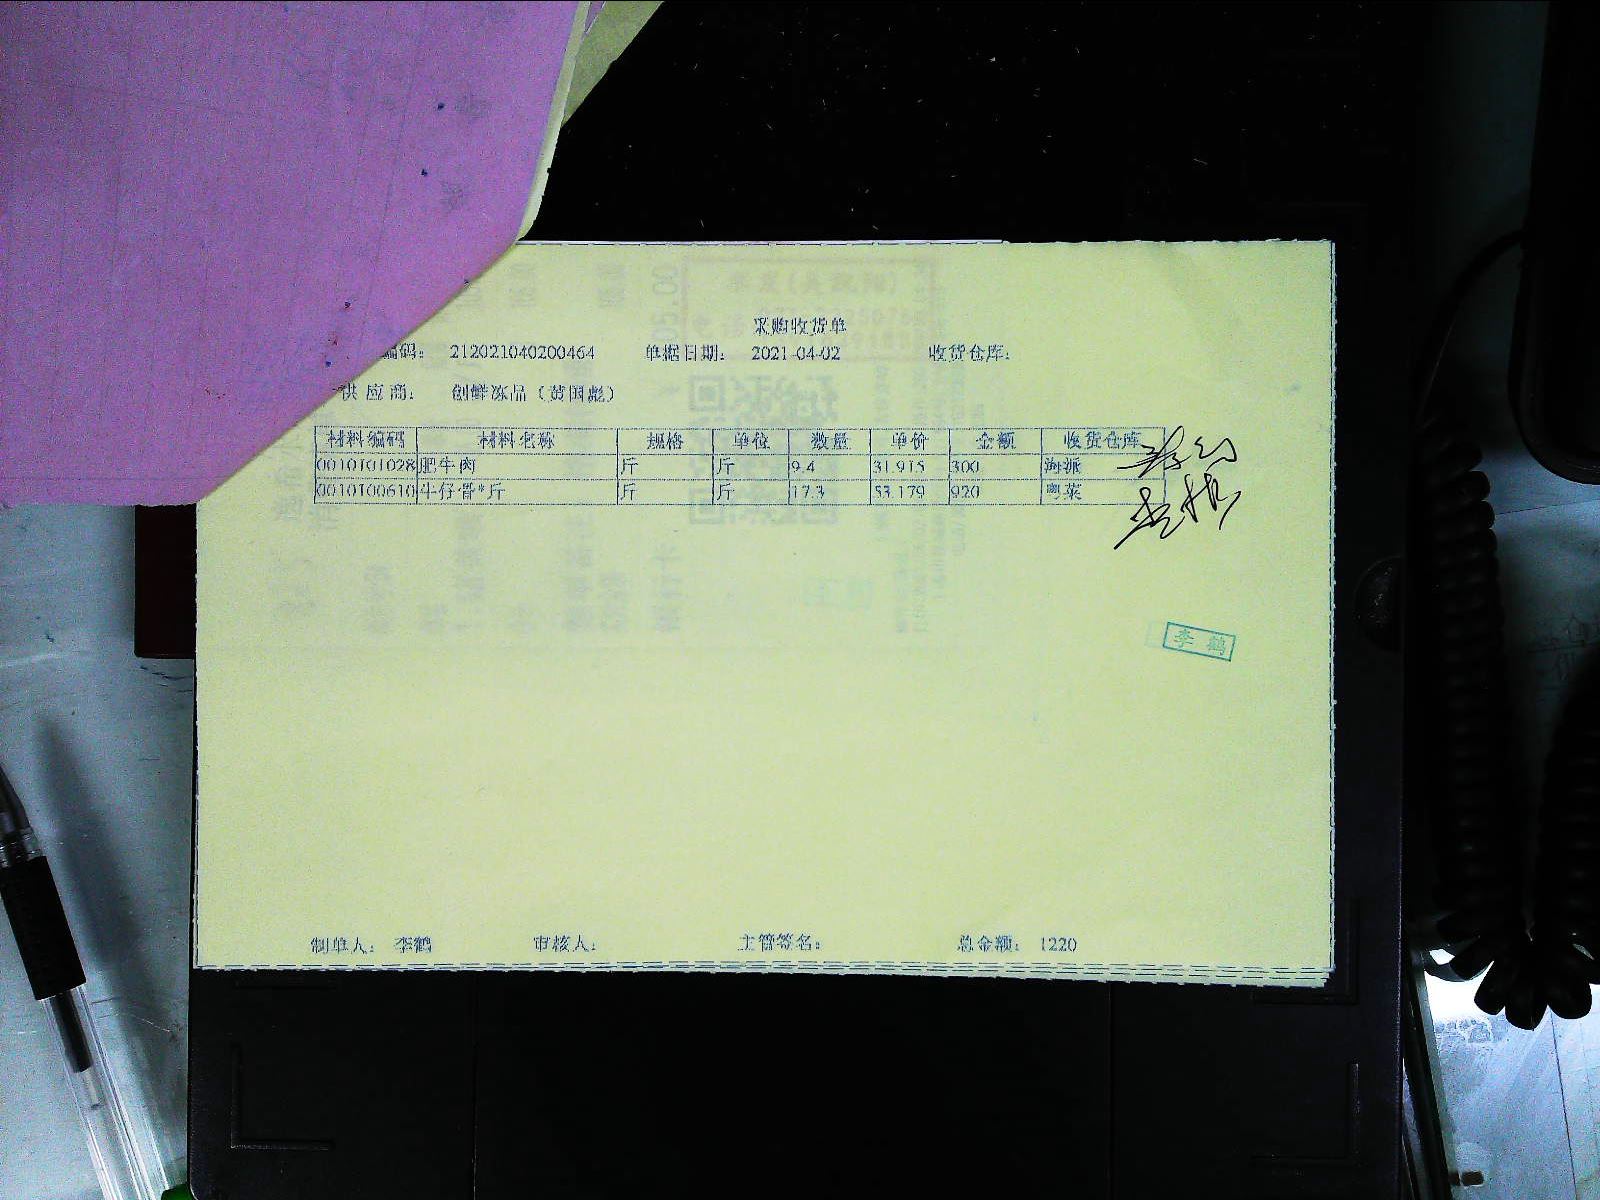 采购收货单
编码： 212021040200464 单据日期： 2021-04-02 收货仓库：
供应商： 创鲜冻品（黄国彪）
材料编码 材料名称 规格 单位 数量 单价 金额 收货仓库
0010101028 肥牛肉 斤 斤 9.4 31.915 300 海派
0010100610 牛仔骨*斤 斤 斤 17.3 53.179 920 粤菜
李鹤
制单人： 李鹤 审核人： 主管签名： 总金额： 1220